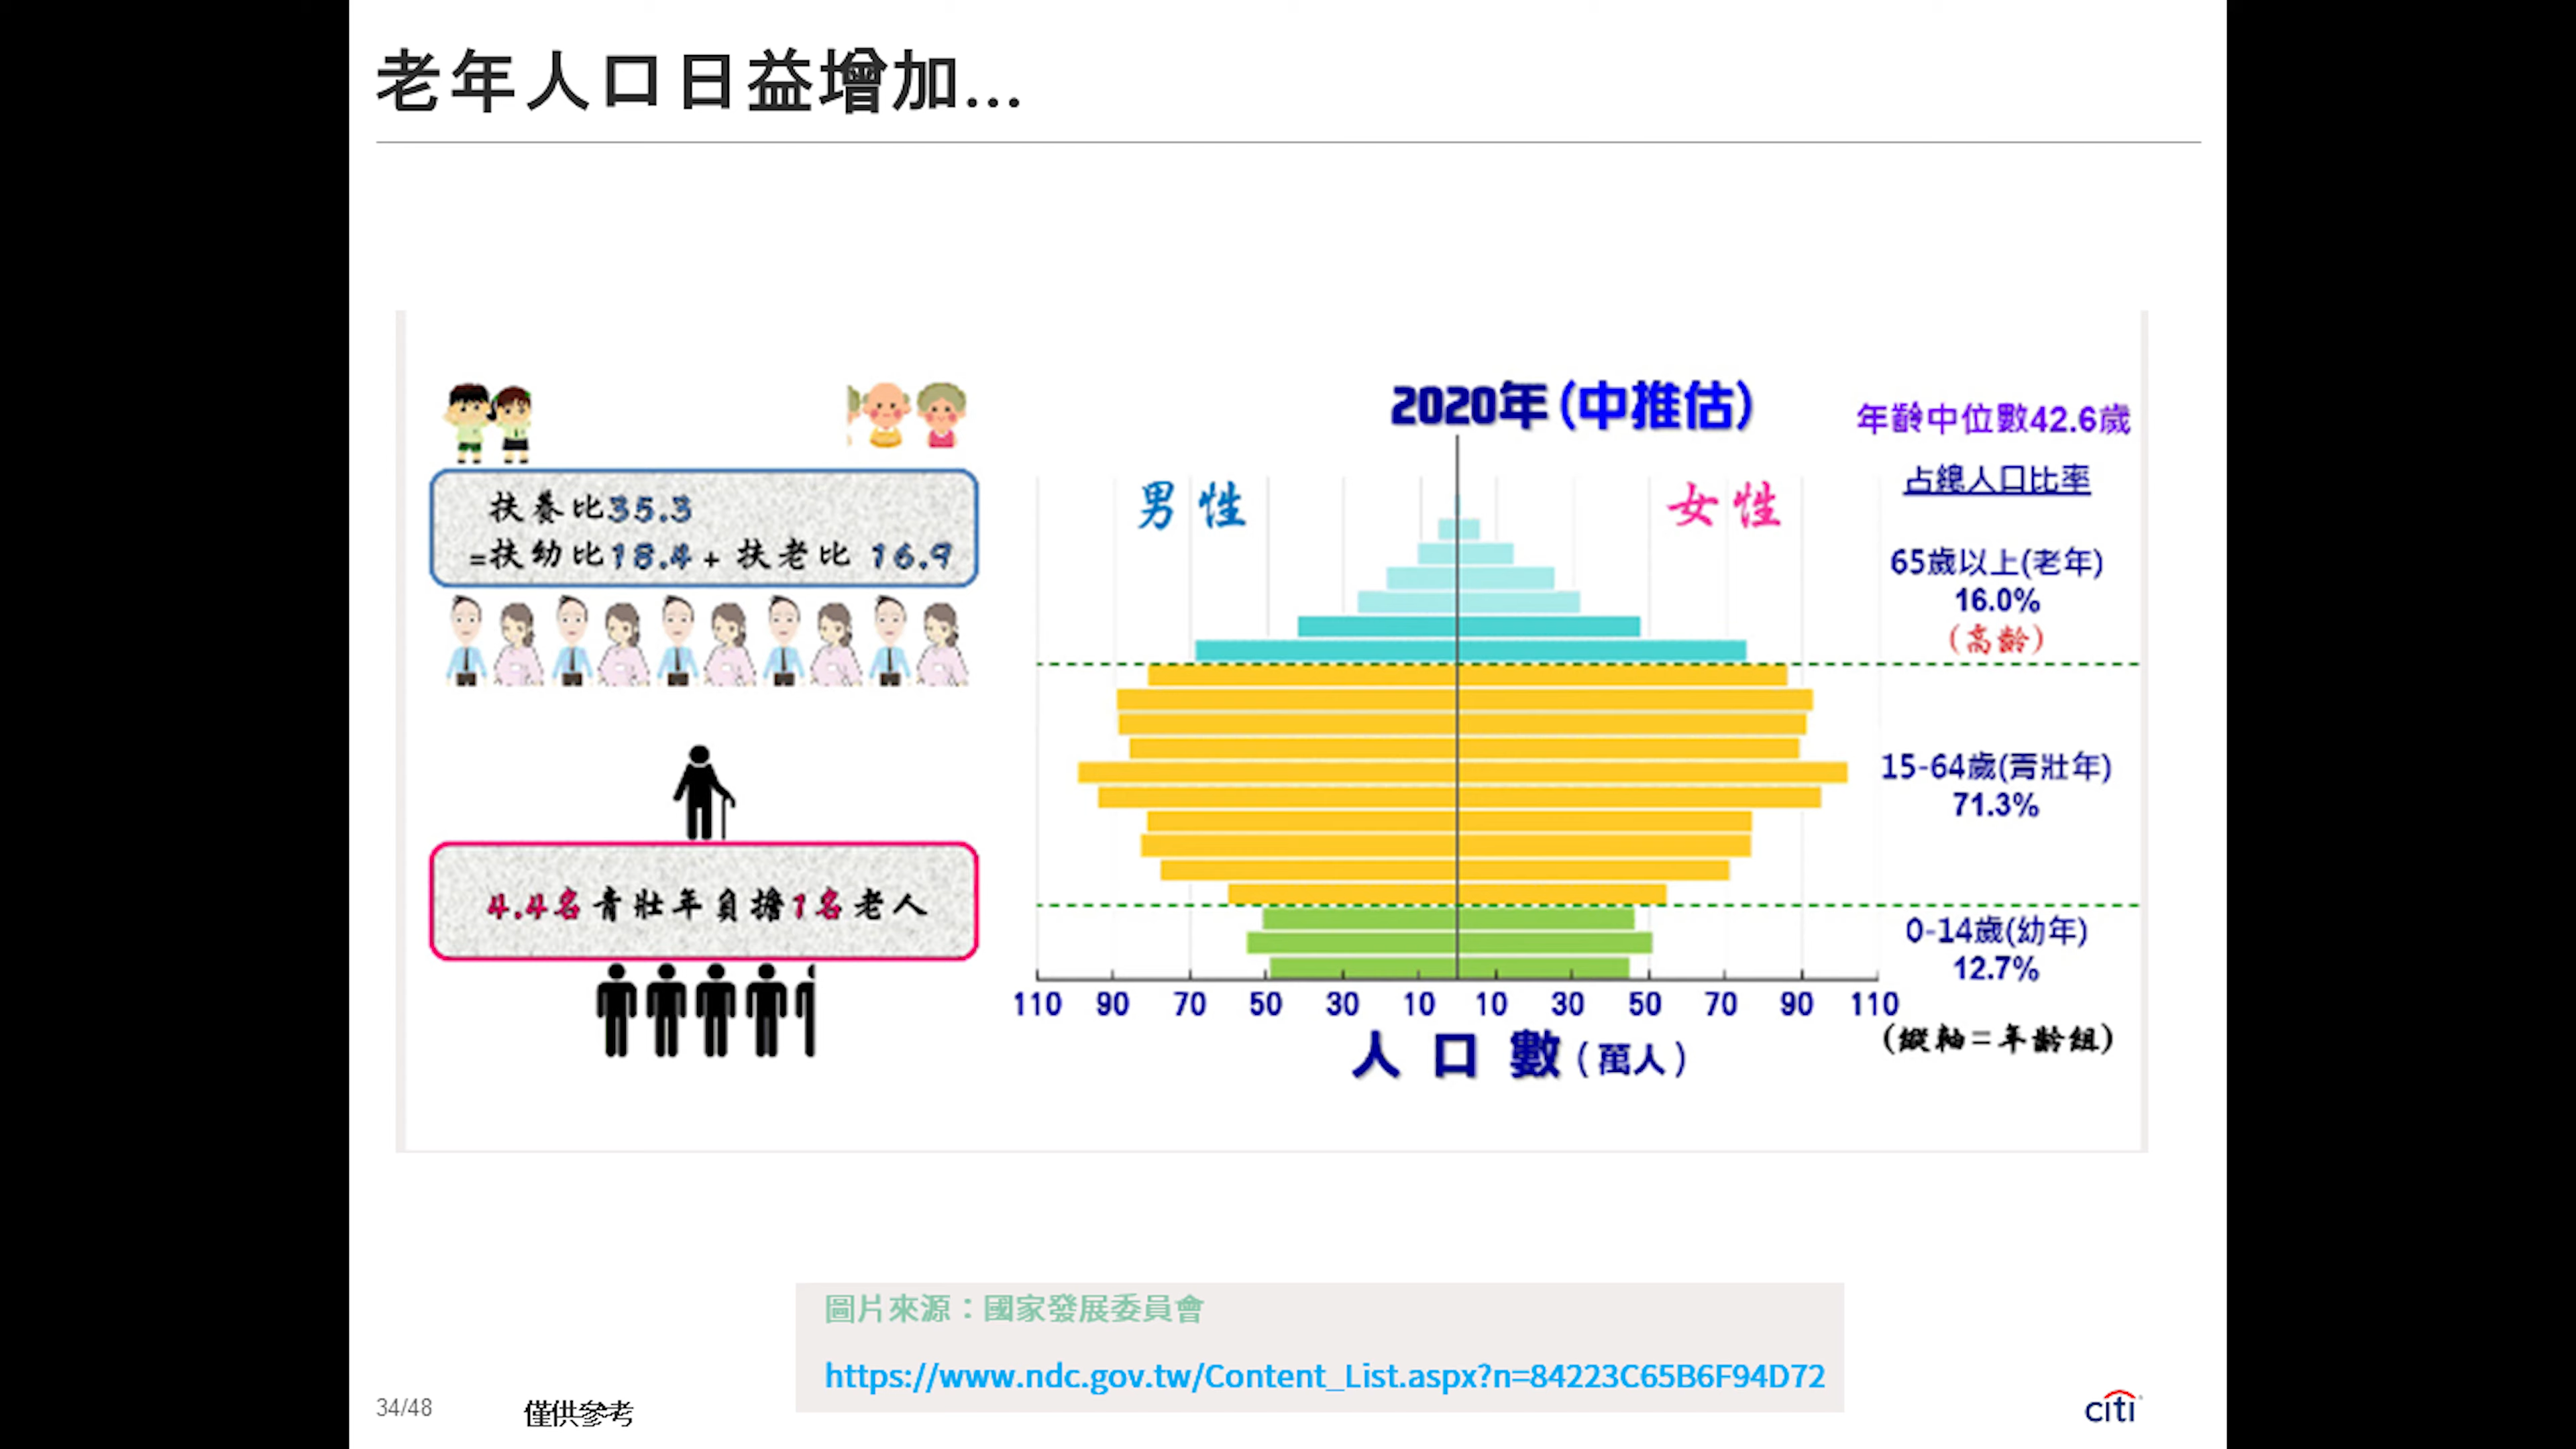 老年人口日益增加...
2020年(中推估)
年齡中位數42.6歲
占總人口比率
男性
女性
扶養比35.3
=扶幼比18.4+扶老比 16.9
65歲以上(老年)
16.0%
(高齡)
15-64歲(青壯年)
71.3%
4.4名青壯年負擔1名老人
0-14歲(幼年)
12.7%
110 90 70 50 30 10 10 30 50 70 90 110
人口數(萬人)
(縱軸=年齡組)
圖片來源：國家發展委員會
https://www.ndc.gov.tw/Content_List.aspx?n=84223C65B6F94D72
34/48
僅供參考
citi